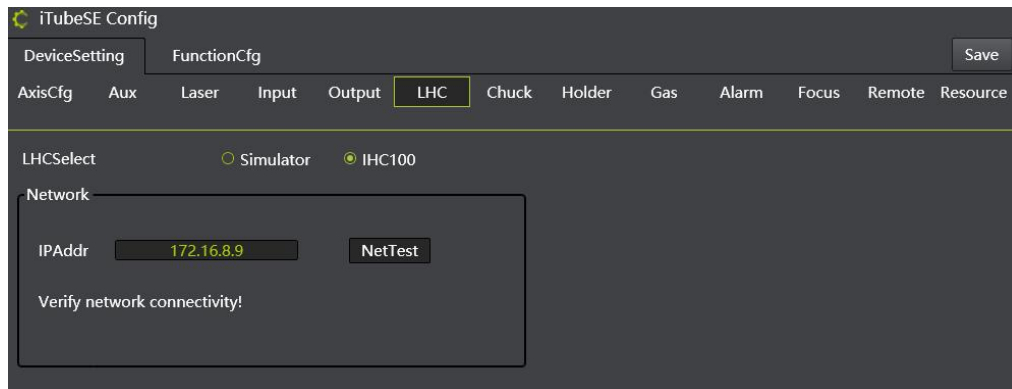 iTubeSE Config
DeviceSetting FunctionCfg Save
AxisCfg Aux Laser Input Output LHC Chuck Holder Gas Alarm Focus Remote Resource
LHCSelect Simulator IHC100
Network
IPAddr 172.16.8.9 NetTest
Verify network connectivity!